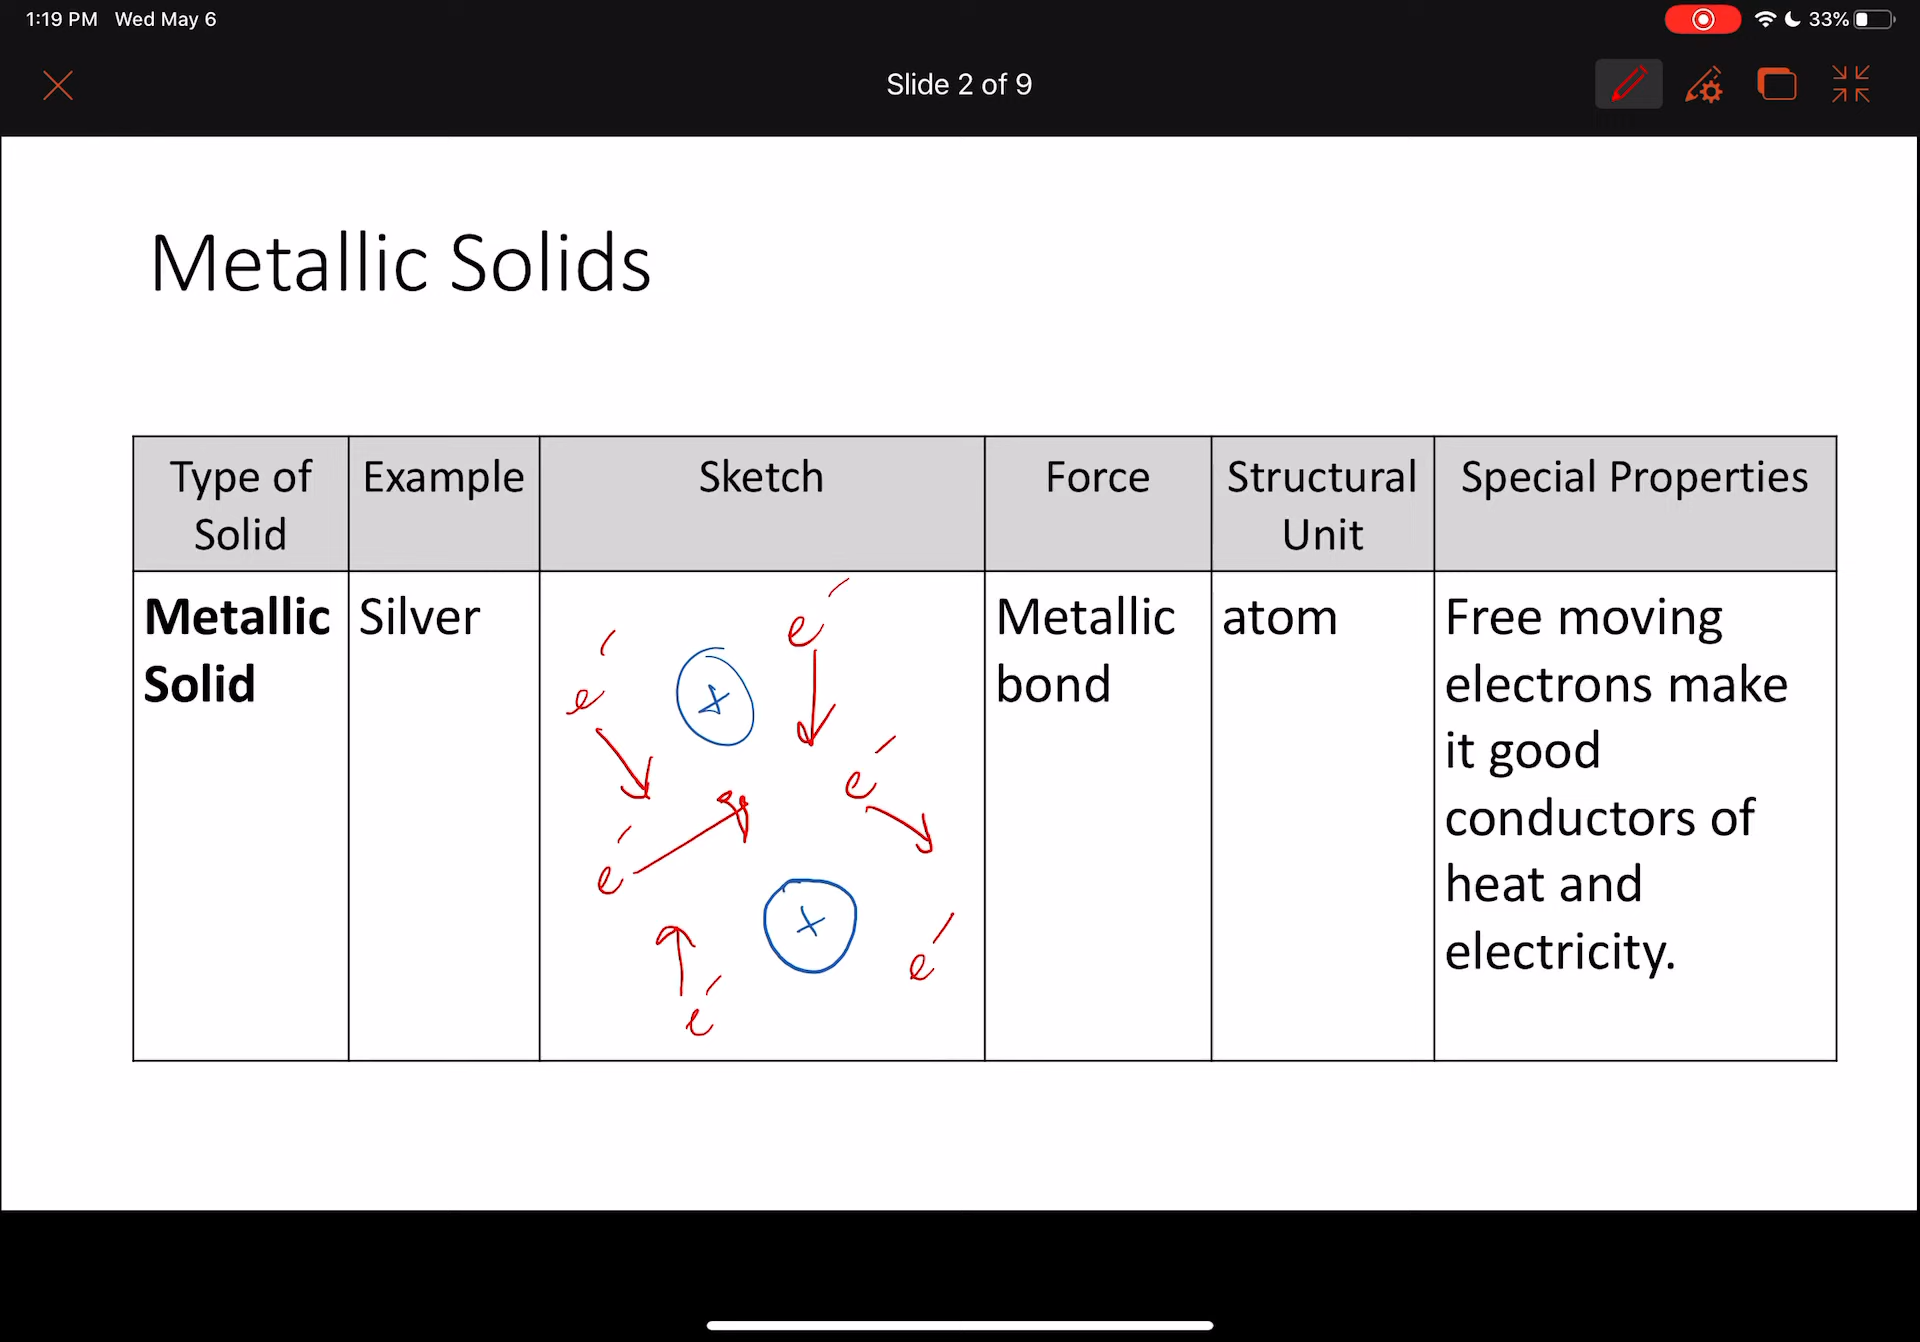 1:19 PM Wed May 6
33%
Slide 2 of 9
Metallic Solids
Type of
Solid
Example
Sketch
Force
Structural
Unit
Special Properties
Metallic
Solid
Silver
e⁻
e⁻
+
e⁻
e⁻
+
e⁻
e⁻
Metallic
bond
atom
Free moving
electrons make
it good
conductors of
heat and
electricity.